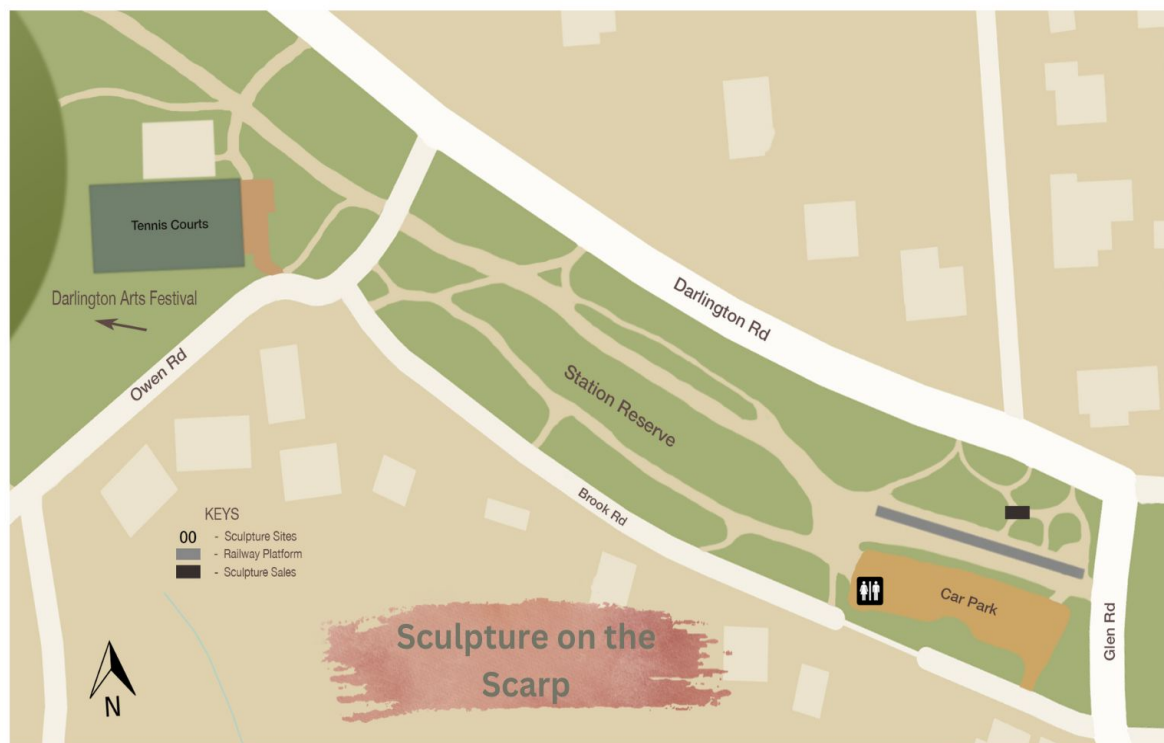 Tennis Courts
Darlington Arts Festival
Owen Rd
Darlington Rd
Station Reserve
Brook Rd
KEYS
00 - Sculpture Sites
- Railway Platform
- Sculpture Sales
Car Park
Glen Rd
Sculpture on the
Scarp
N